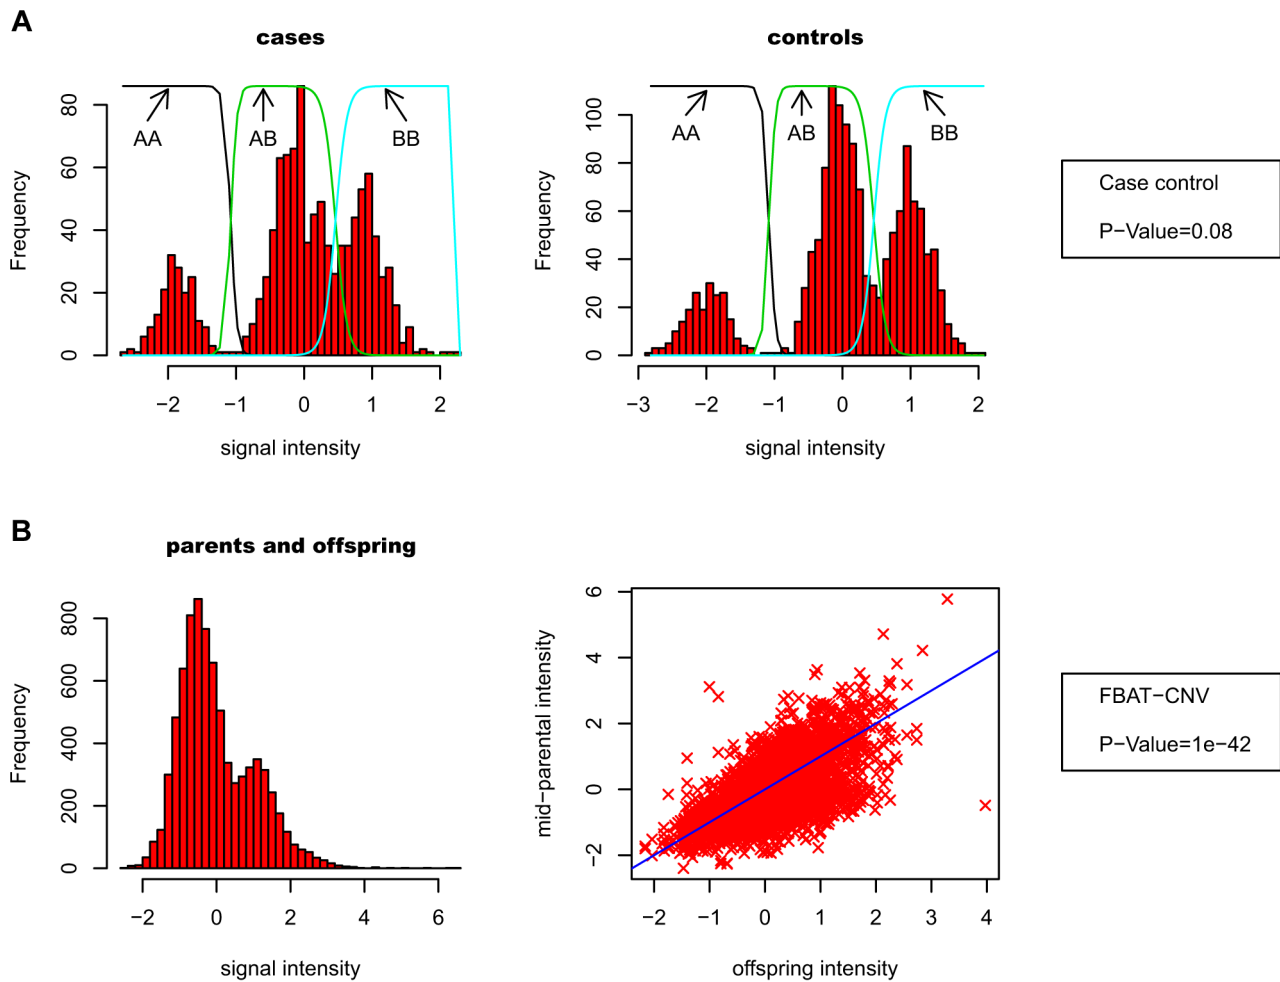 A
cases
controls
Frequency
0
20
40
60
80
AA
AB
BB
−2
−1
0
1
2
signal intensity
Frequency
0
20
40
60
80
100
AA
AB
BB
−3
−2
−1
0
1
2
signal intensity
Case control
P−Value=0.08
B
parents and offspring
Frequency
0
200
400
600
800
−2
0
2
4
6
signal intensity
mid−parental intensity
−2
0
2
4
6
−2
−1
0
1
2
3
4
offspring intensity
FBAT−CNV
P−Value=1e−42